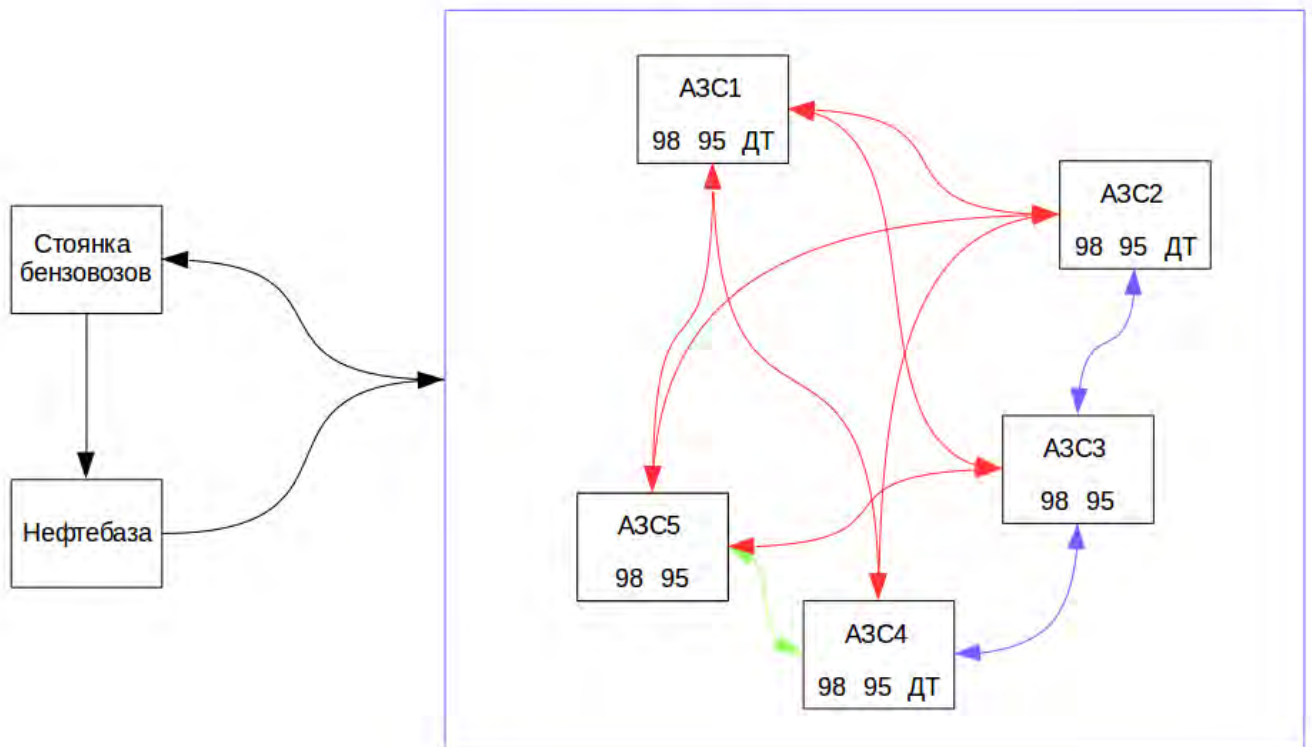 АЗС1
98 95 ДТ
АЗС2
98 95 ДТ
Стоянка
бензовозов
АЗС3
98 95
Нефтебаза
АЗС5
98 95
АЗС4
98 95 ДТ